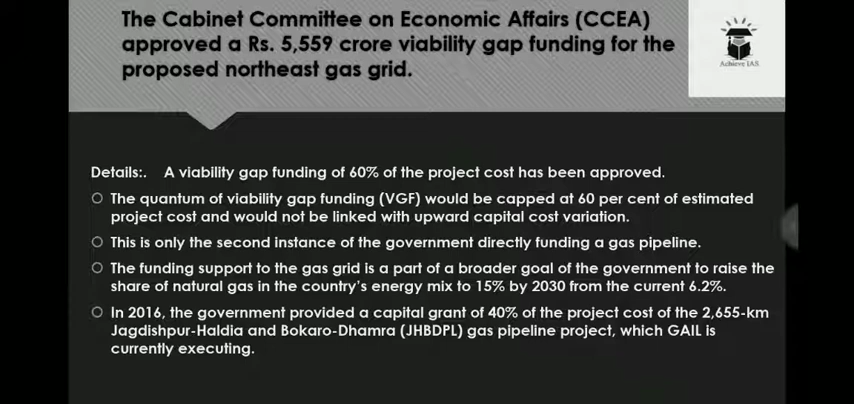 The Cabinet Committee on Economic Affairs (CCEA)
approved a Rs. 5,559 crore viability gap funding for the
proposed northeast gas grid.
Achieve IAS
Details:. A viability gap funding of 60% of the project cost has been approved.
The quantum of viability gap funding (VGF) would be capped at 60 per cent of estimated
project cost and would not be linked with upward capital cost variation.
This is only the second instance of the government directly funding a gas pipeline.
The funding support to the gas grid is a part of a broader goal of the government to raise the
share of natural gas in the country's energy mix to 15% by 2030 from the current 6.2%.
In 2016, the government provided a capital grant of 40% of the project cost of the 2,655-km
Jagdishpur-Haldia and Bokaro-Dhamra (JHBDPL) gas pipeline project, which GAIL is
currently executing.